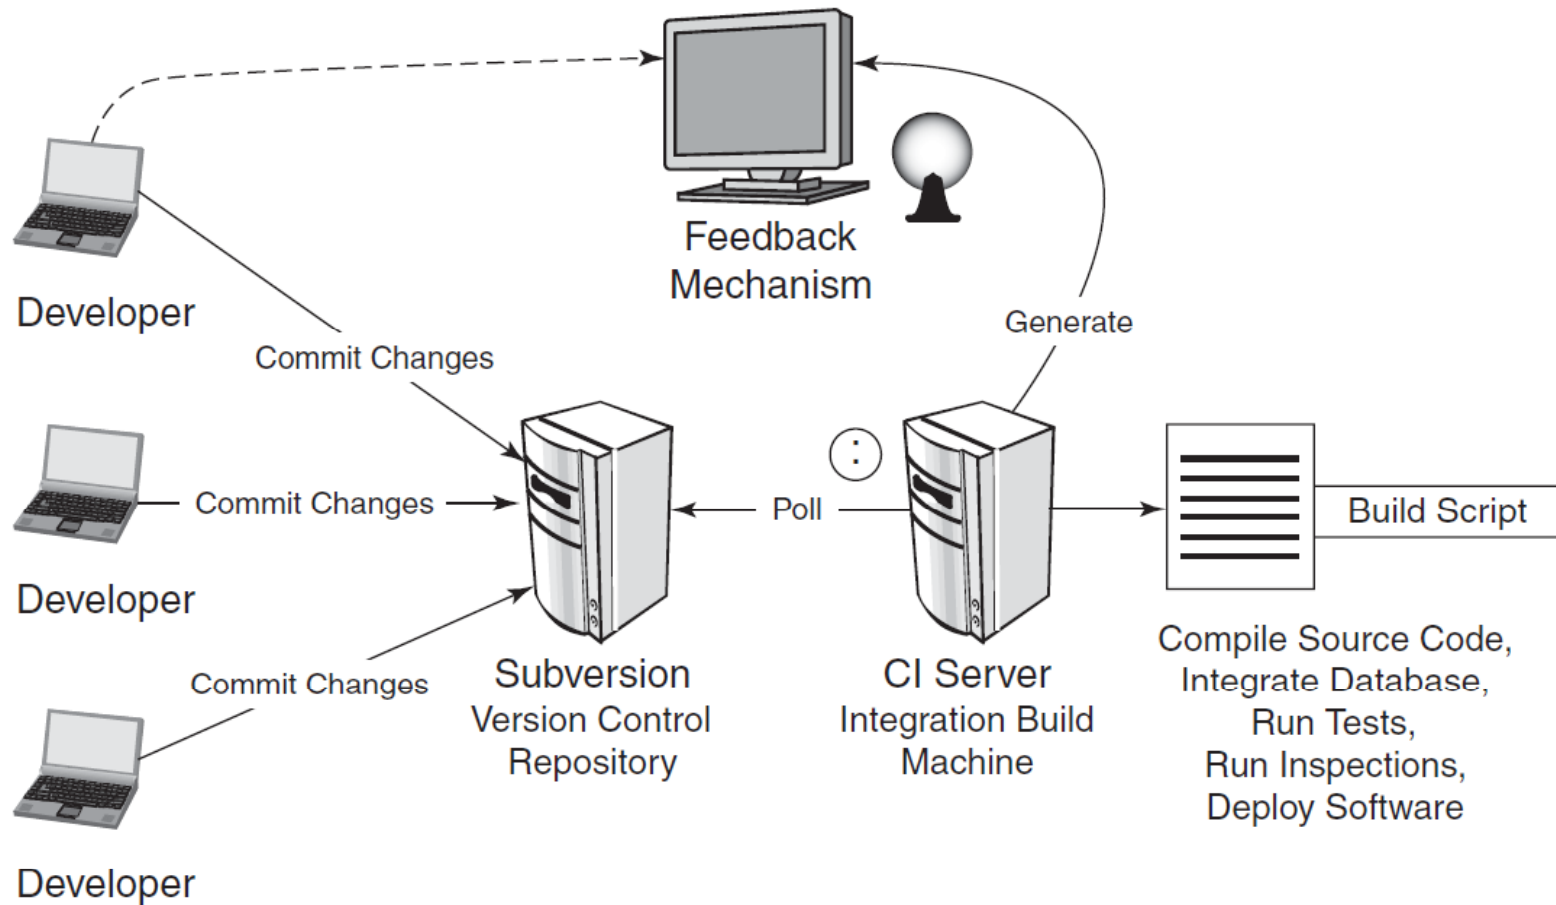 Feedback
Mechanism
Developer
Generate
Commit Changes
:
Commit Changes
Poll
Build Script
Developer
Subversion
Version Control
Repository
CI Server
Integration Build
Machine
Compile Source Code,
Integrate Database,
Run Tests,
Run Inspections,
Deploy Software
Commit Changes
Developer